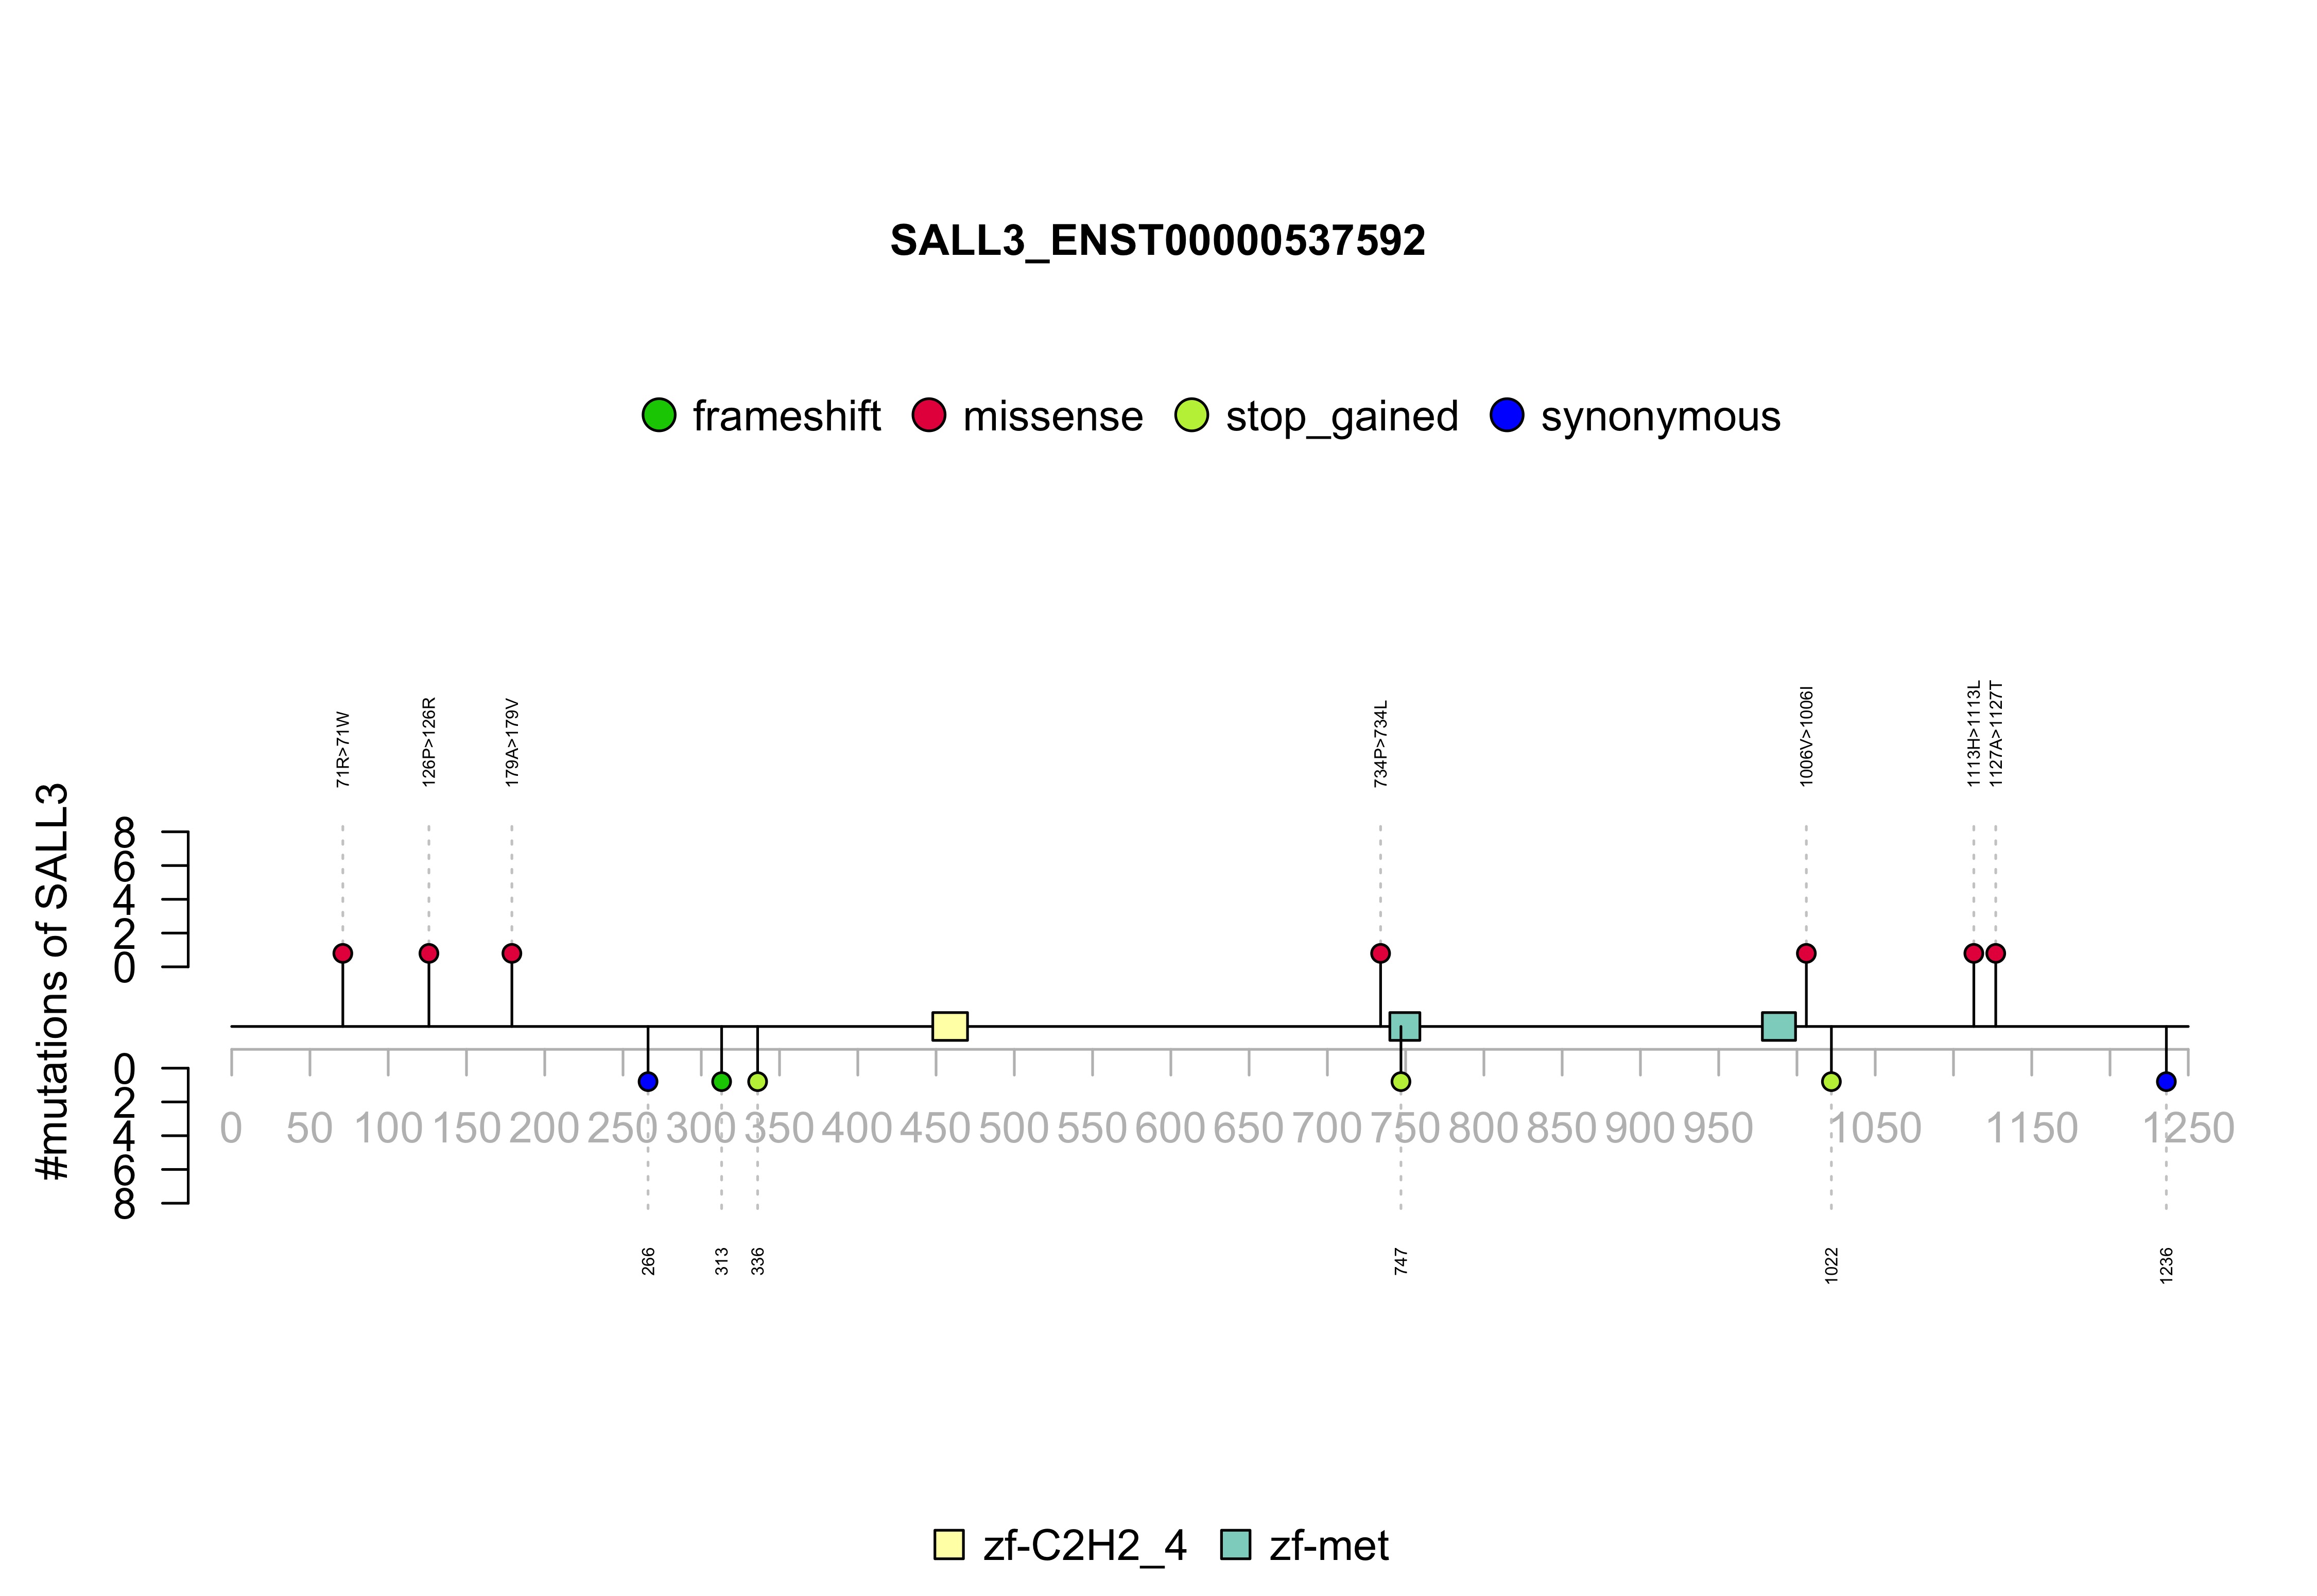 SALL3_ENST00000537592
frameshift missense stop_gained synonymous
71R>71W
126P>126R
179A>179V
734P>734L
1006V>1006I
1113H>1113L
1127A>1127T
#mutations of SALL3
8
6
4
2
0
0
2
4
6
8
0 50 100 150 200 250 300 350 400 450 500 550 600 650 700 750 800 850 900 950 1050 1150 1250
266
313
336
747
1022
1236
zf-C2H2_4 zf-met